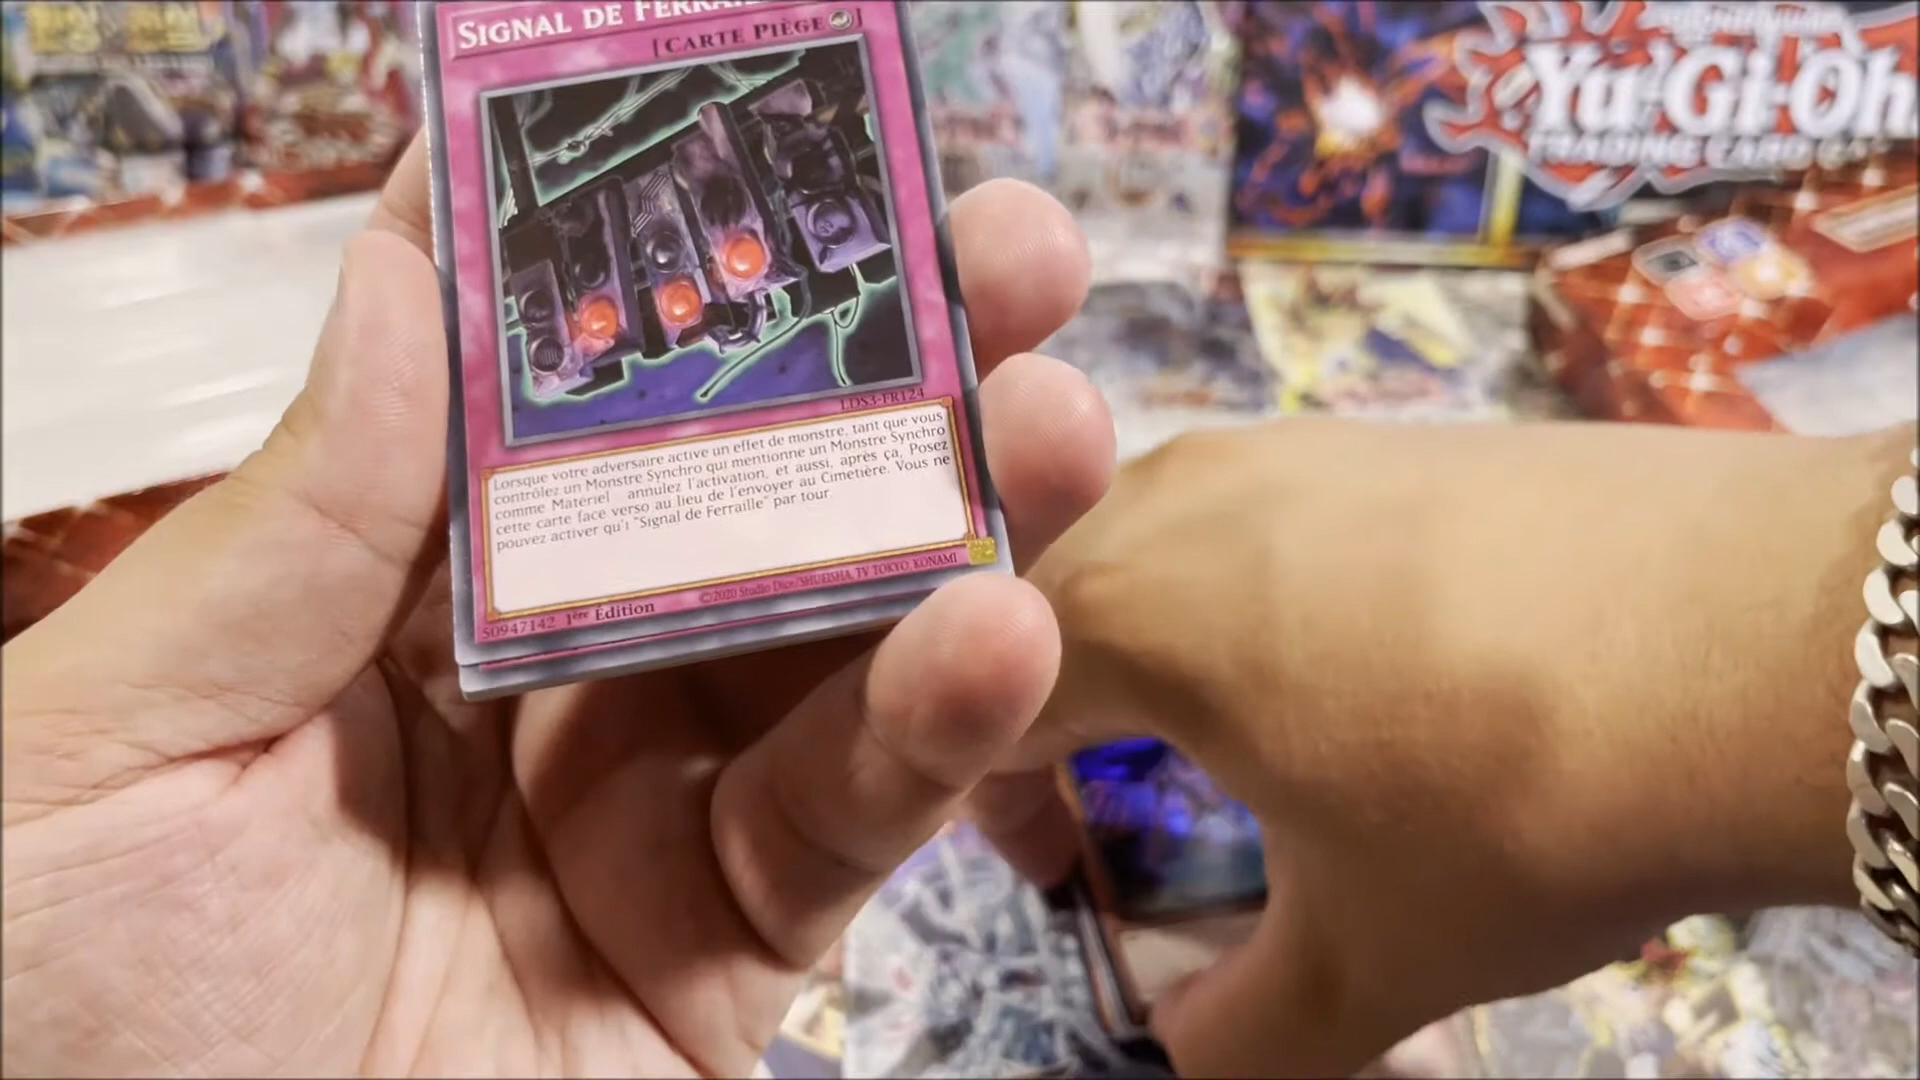 SIGNAL DE
[CARTE PIÈGE]
LDS3-FR124
Lorsque votre adversaire active un effet de monstre, tant que vous
contrôlez un Monstre Synchro qui mentionne un Monstre Synchro
comme Matériel : annulez l'activation, et aussi, après ça, Posez
cette carte face verso au lieu de l'envoyer au Cimetière. Vous ne
pouvez activer qu'1 "Signal de Ferraille" par tour.
50947142 1ère Édition
©2020 Studio Dice/SHUEISHA, TV TOKYO, KONAMI
Yu-Gi-Oh
TRADING CARD